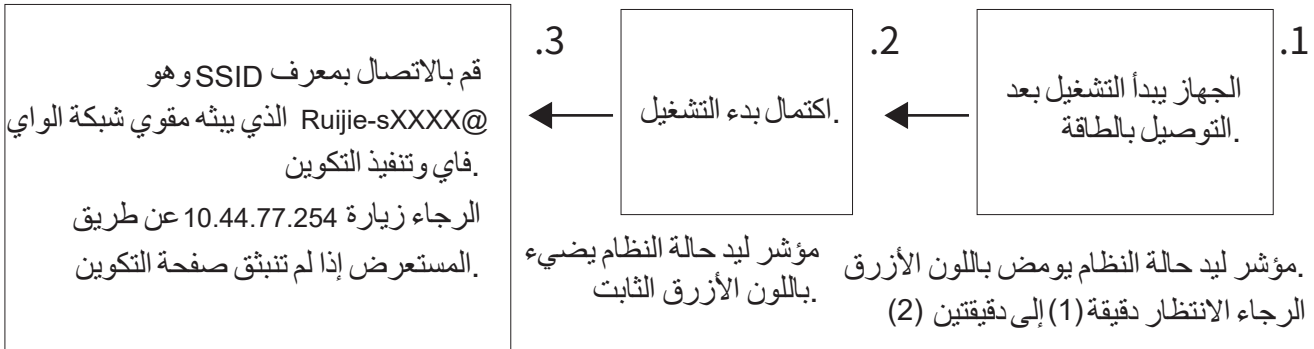 1.
الجهاز يبدأ التشغيل بعد
التوصيل بالطاقة.
مؤشر ليد حالة النظام يومض باللون الأزرق.
الرجاء الانتظار دقيقة (1) إلى دقيقتين (2)
2.
اكتمال بدء التشغيل.
مؤشر ليد حالة النظام يضيء
باللون الأزرق الثابت.
3.
قم بالاتصال بمعرف SSID وهو
@Ruijie-sXXXX الذي يبثه مقوي شبكة الواي
فاي وتنفيذ التكوين.
الرجاء زيارة 10.44.77.254 عن طريق
المستعرض إذا لم تنبثق صفحة التكوين.